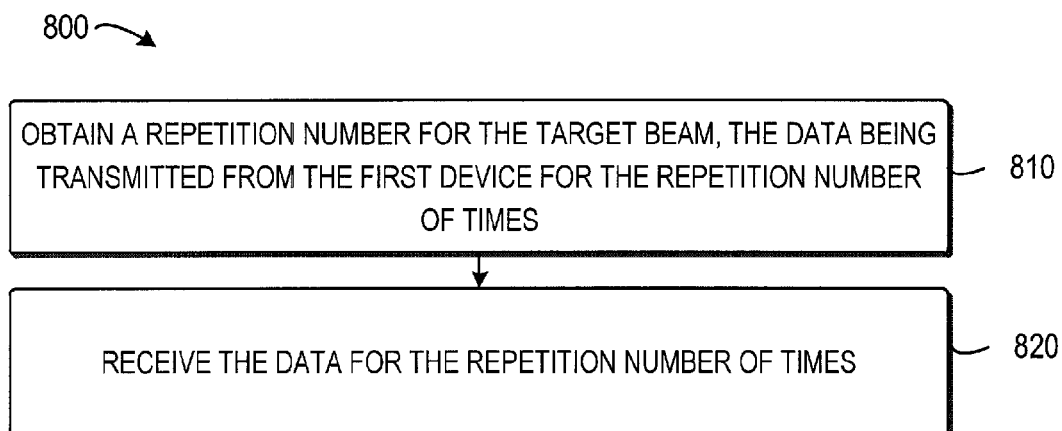 800
OBTAIN A REPETITION NUMBER FOR THE TARGET BEAM, THE DATA BEING
TRANSMITTED FROM THE FIRST DEVICE FOR THE REPETITION NUMBER
OF TIMES
810
RECEIVE THE DATA FOR THE REPETITION NUMBER OF TIMES
820